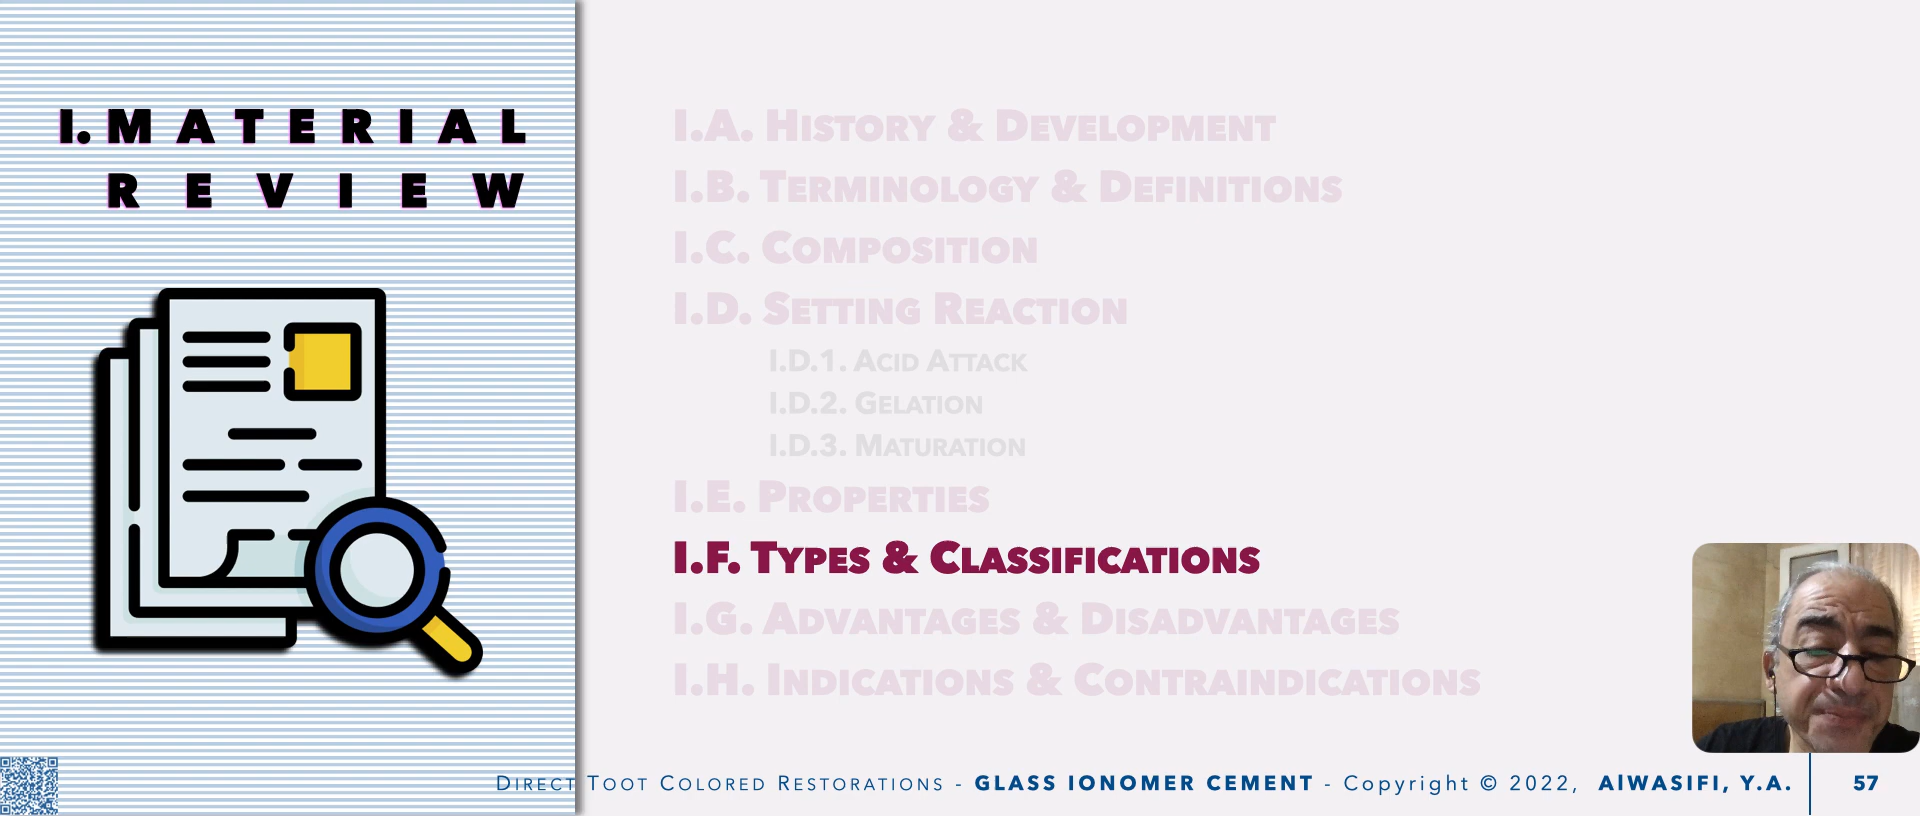 I. MATERIAL
REVIEW
I.A. HISTORY & DEVELOPMENT
I.B. TERMINOLOGY & DEFINITIONS
I.C. COMPOSITION
I.D. SETTING REACTION
I.D.1. ACID ATTACK
I.D.2. GELATION
I.D.3. MATURATION
I.E. PROPERTIES
I.F. TYPES & CLASSIFICATIONS
I.G. ADVANTAGES & DISADVANTAGES
I.H. INDICATIONS & CONTRAINDICATIONS
DIRECT TOOT COLORED RESTORATIONS - GLASS IONOMER CEMENT - Copyright © 2022, AlWASIFI, Y.A. 57